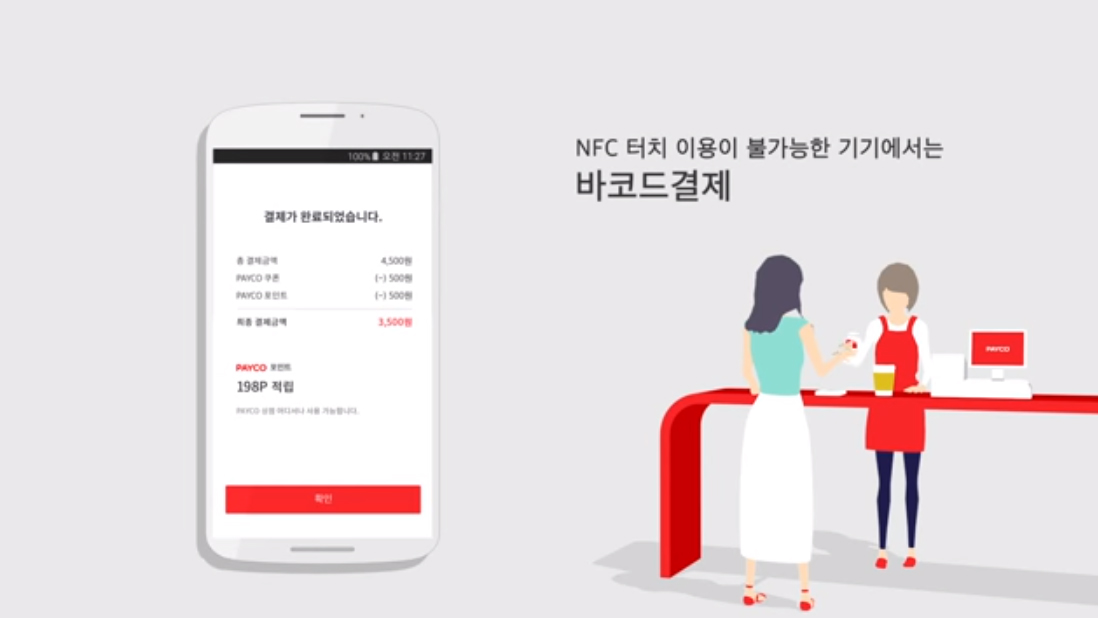 100% 오전 11:27
결제가 완료되었습니다.
총 결제금액 4,500원
PAYCO 쿠폰 (-) 500원
PAYCO 포인트 (-) 500원
최종 결제금액 3,500원
PAYCO 포인트
198P 적립
PAYCO 상점 어디서나 사용 가능합니다.
확인
NFC 터치 이용이 불가능한 기기에서는
바코드결제
PAYCO